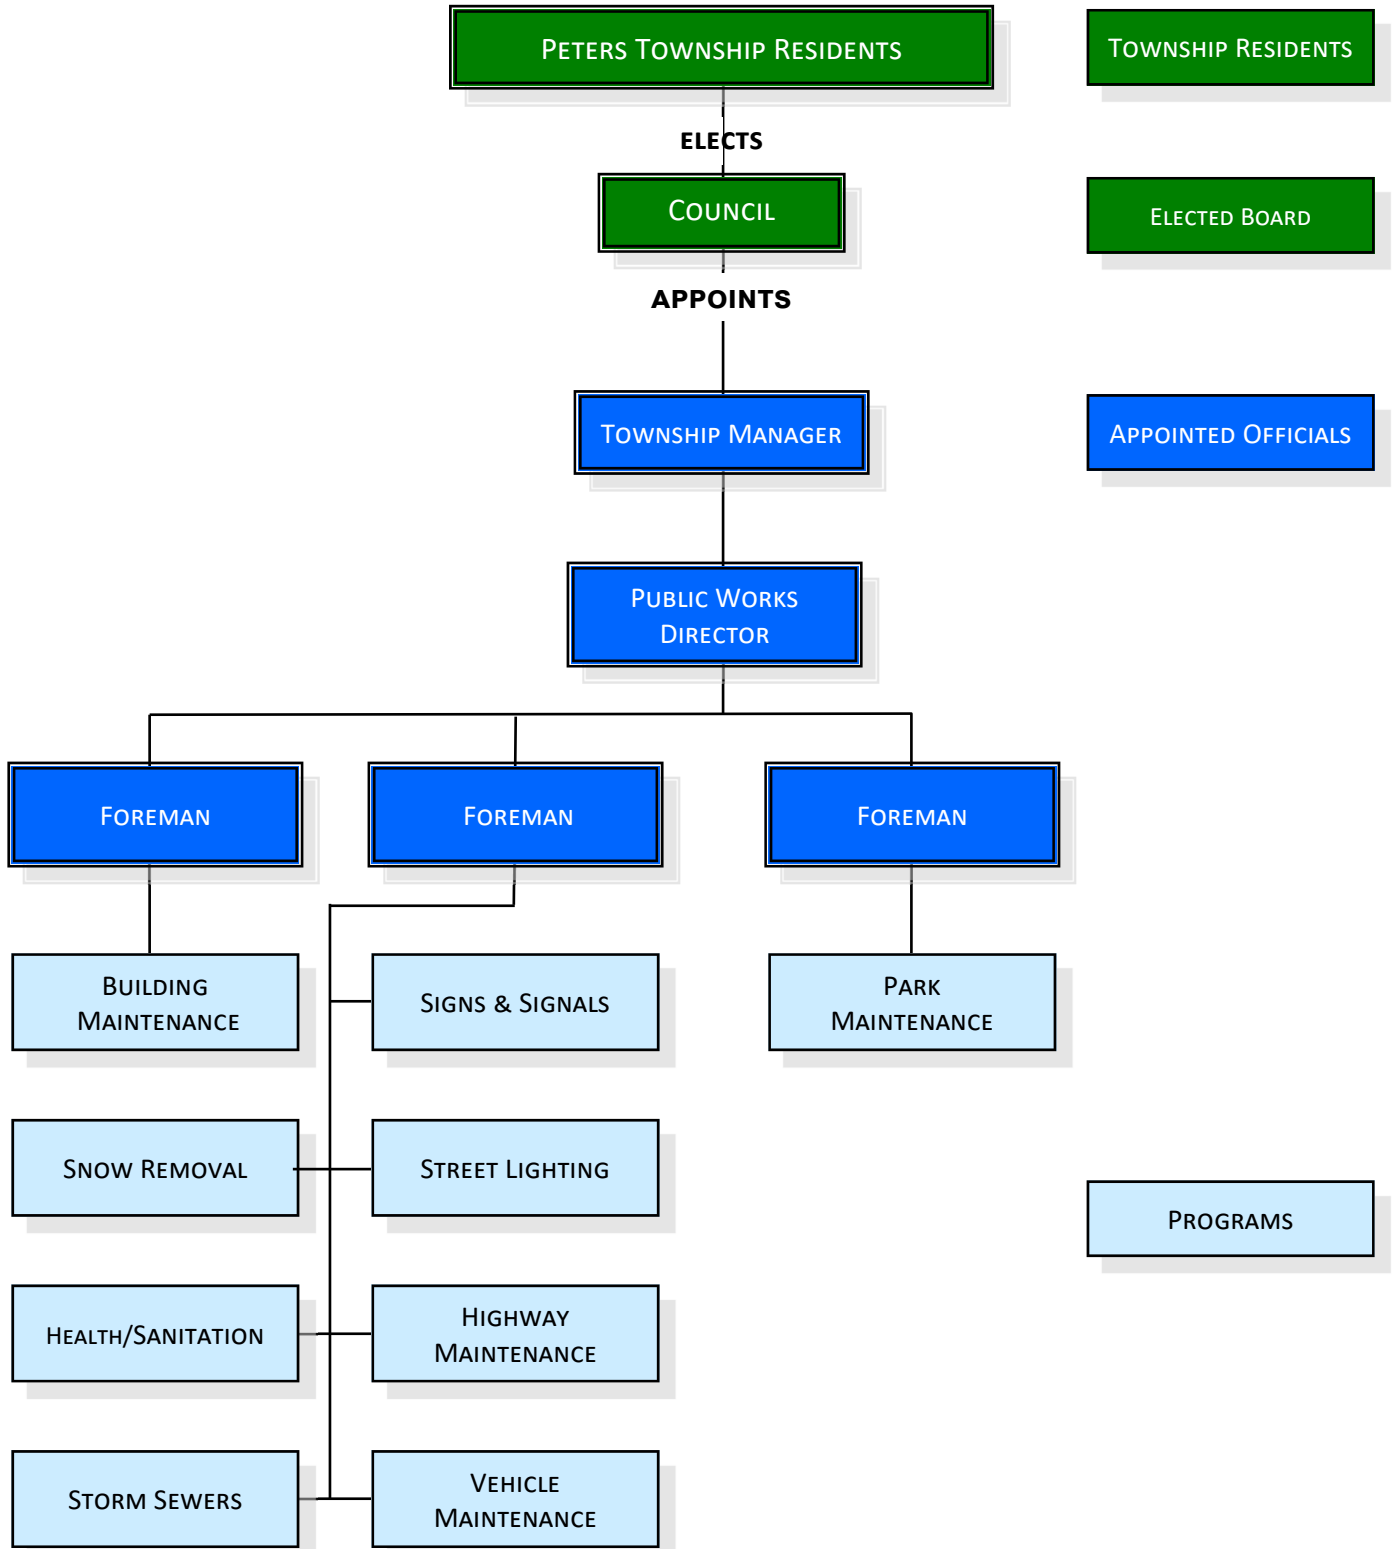 Peters Township Residents
Township Residents
ELECTS
Council
Elected Board
APPOINTS
Township Manager
Appointed Officials
Public Works
Director
Foreman
Foreman
Foreman
Building
Maintenance
Signs & Signals
Park
Maintenance
Snow Removal
Street Lighting
Programs
Health/Sanitation
Highway
Maintenance
Storm Sewers
Vehicle
Maintenance